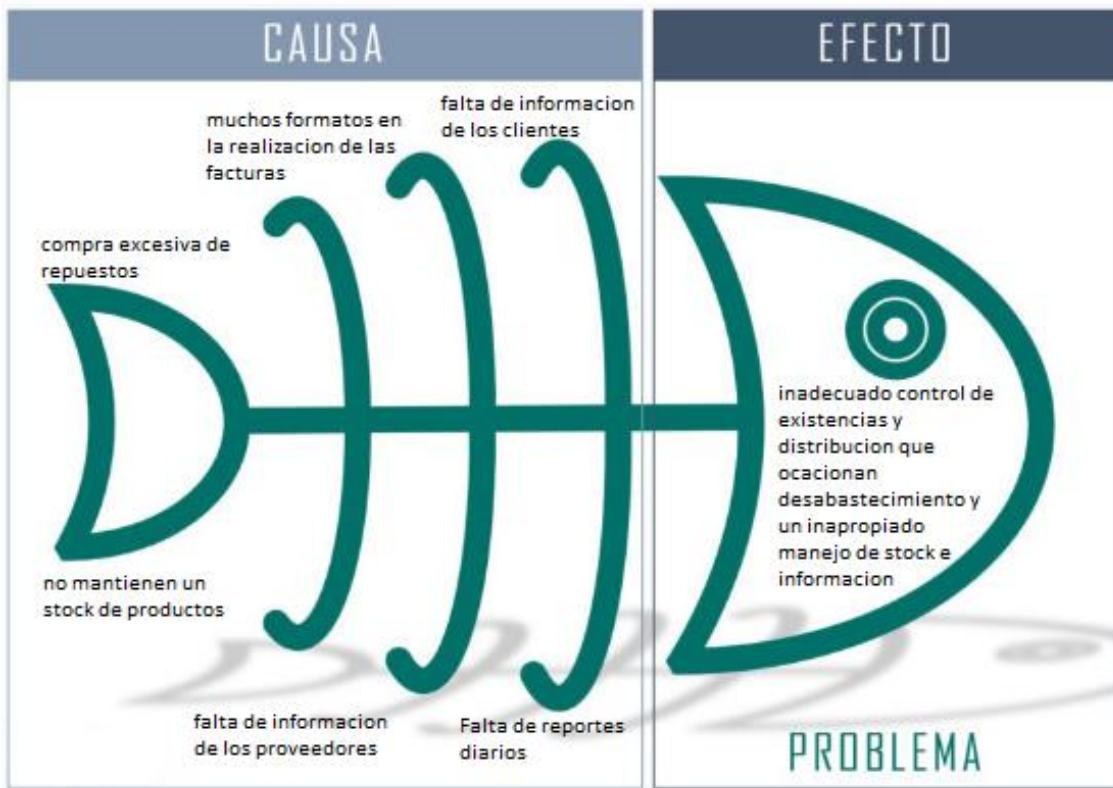 CAUSA
EFECTO
falta de informacion
de los clientes
muchos formatos en
la realizacion de las
facturas
compra excesiva de
repuestos
inadecuado control de
existencias y
distribucion que
ocacionan
desabastecimiento y
un inapropiado
manejo de stock e
informacion
no mantienen un
stock de productos
falta de informacion
de los proveedores
Falta de reportes
diarios
PROBLEMA